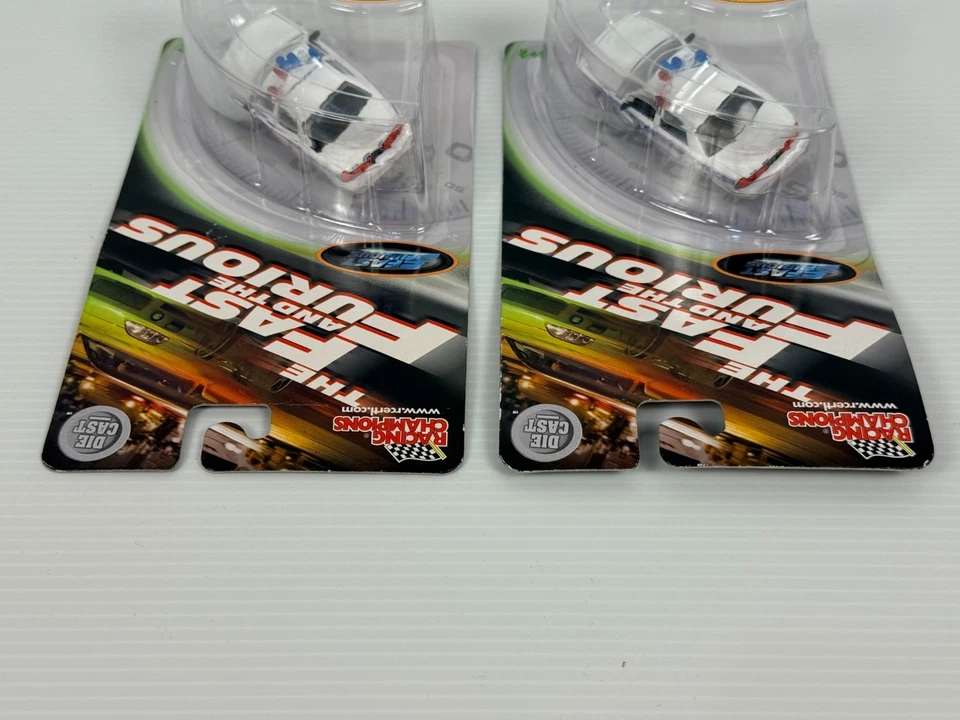 THE
FAST
AND THE
FURIOUS
RACING
CHAMPIONS®
www.rcertl.com
DIE
CAST
THE
FAST
AND THE
FURIOUS
RACING
CHAMPIONS®
www.rcertl.com
DIE
CAST